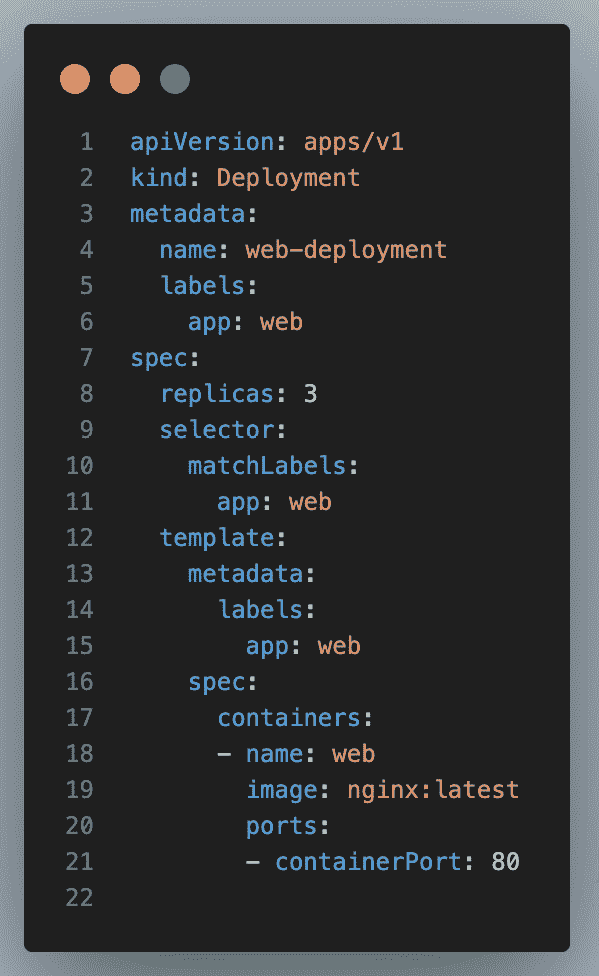 1 apiVersion: apps/v1
2 kind: Deployment
3 metadata:
4   name: web-deployment
5   labels:
6     app: web
7 spec:
8   replicas: 3
9   selector:
10     matchLabels:
11       app: web
12   template:
13     metadata:
14       labels:
15         app: web
16     spec:
17       containers:
18       - name: web
19         image: nginx:latest
20         ports:
21         - containerPort: 80
22